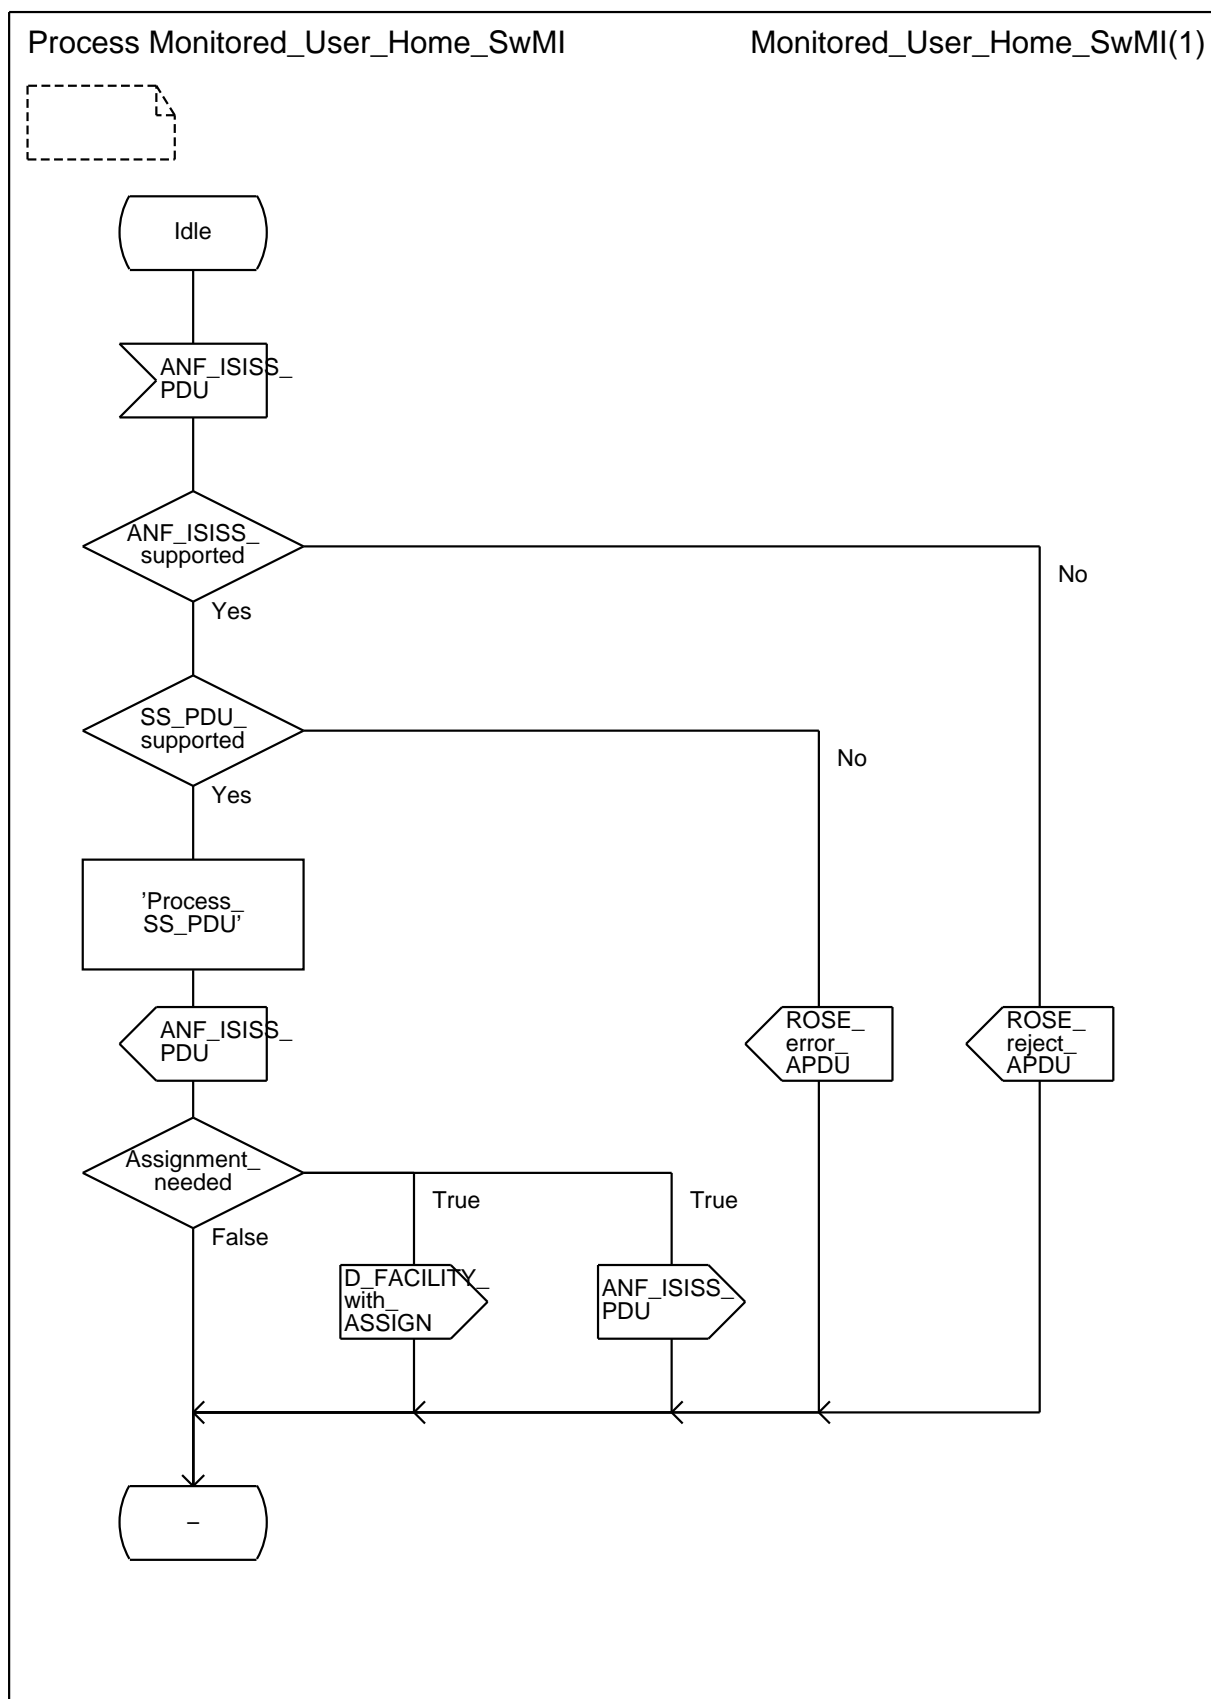 Process Monitored_User_Home_SwMI
Monitored_User_Home_SwMI(1)
Idle
ANF_ISISS_
PDU
ANF_ISISS_
supported
No
Yes
SS_PDU_
supported
No
Yes
'Process_
SS_PDU'
ANF_ISISS_
PDU
ROSE_
error_
APDU
ROSE_
reject_
APDU
Assignment_
needed
True
True
False
D_FACILITY_
with_
ASSIGN
ANF_ISISS_
PDU
–